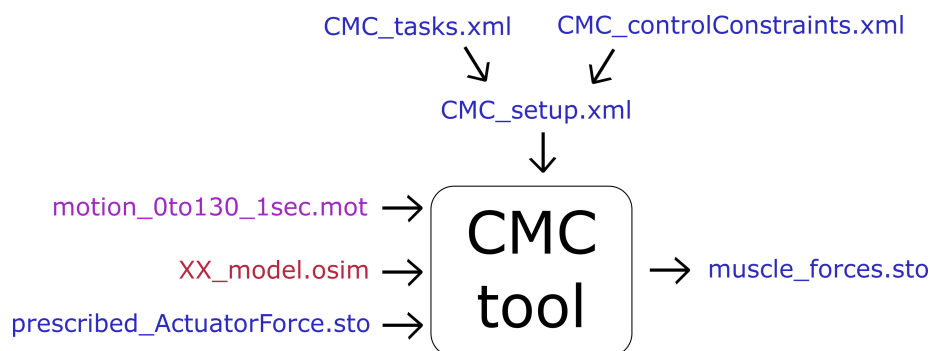 CMC_tasks.xml
CMC_controlConstraints.xml
CMC_setup.xml
motion_0to130_1sec.mot
XX_model.osim
prescribed_ActuatorForce.sto
CMC
tool
muscle_forces.sto